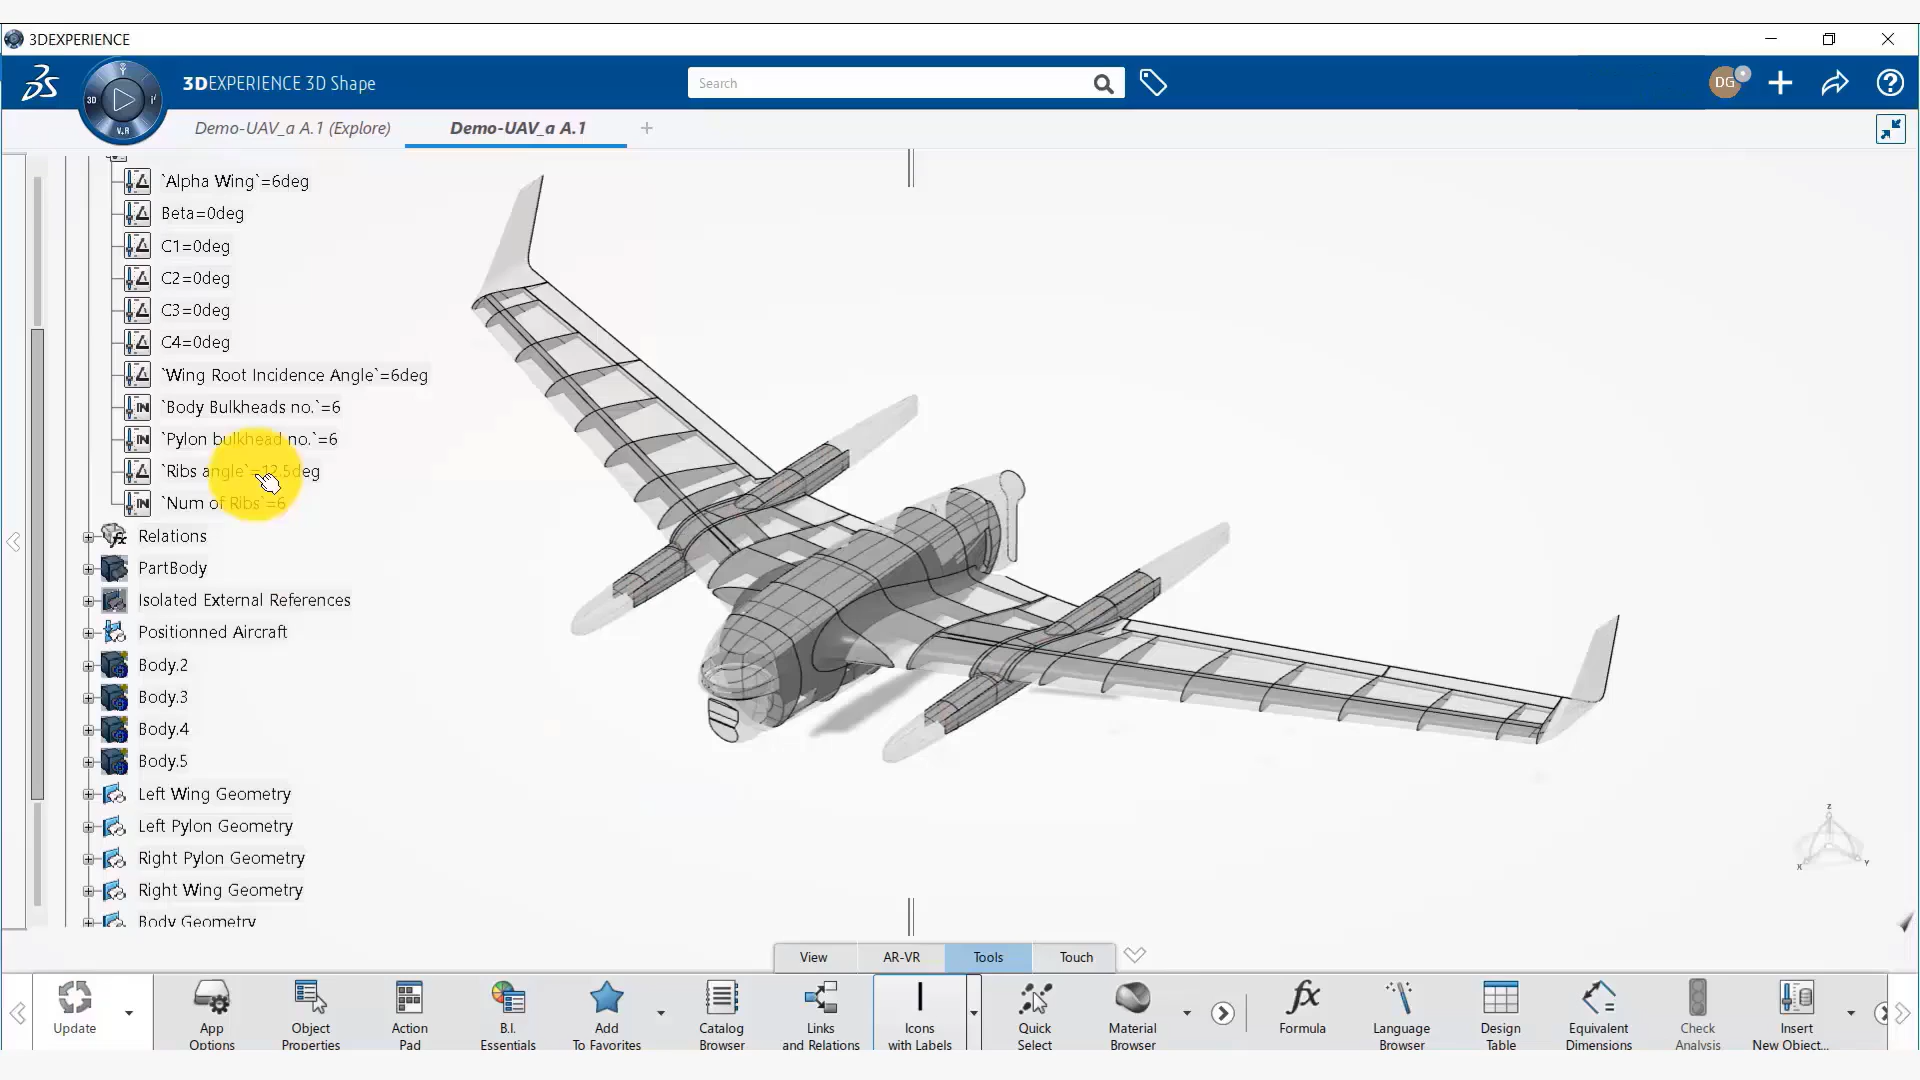 3DEXPERIENCE
3DEXPERIENCE 3D Shape
Search
DG
3D
V.R
Demo-UAV_a A.1 (Explore)
Demo-UAV_a A.1
`Alpha Wing`=6deg
Beta=0deg
C1=0deg
C2=0deg
C3=0deg
C4=0deg
`Wing Root Incidence Angle`=6deg
`Body Bulkheads no.`=6
`Pylon bulkhead no.`=6
`Ribs angle`=12.5deg
`Num of Ribs`=6
Relations
PartBody
Isolated External References
Positionned Aircraft
Body.2
Body.3
Body.4
Body.5
Left Wing Geometry
Left Pylon Geometry
Right Pylon Geometry
Right Wing Geometry
Body Geometry
Z
X
Y
View
AR-VR
Tools
Touch
Update
App
Options
Object
Properties
Action
Pad
B.I.
Essentials
Add
To Favorites
Catalog
Browser
Links
and Relations
Icons
with Labels
Quick
Select
Material
Browser
Formula
Language
Browser
Design
Table
Equivalent
Dimensions
Check
Analysis
Insert
New Object...